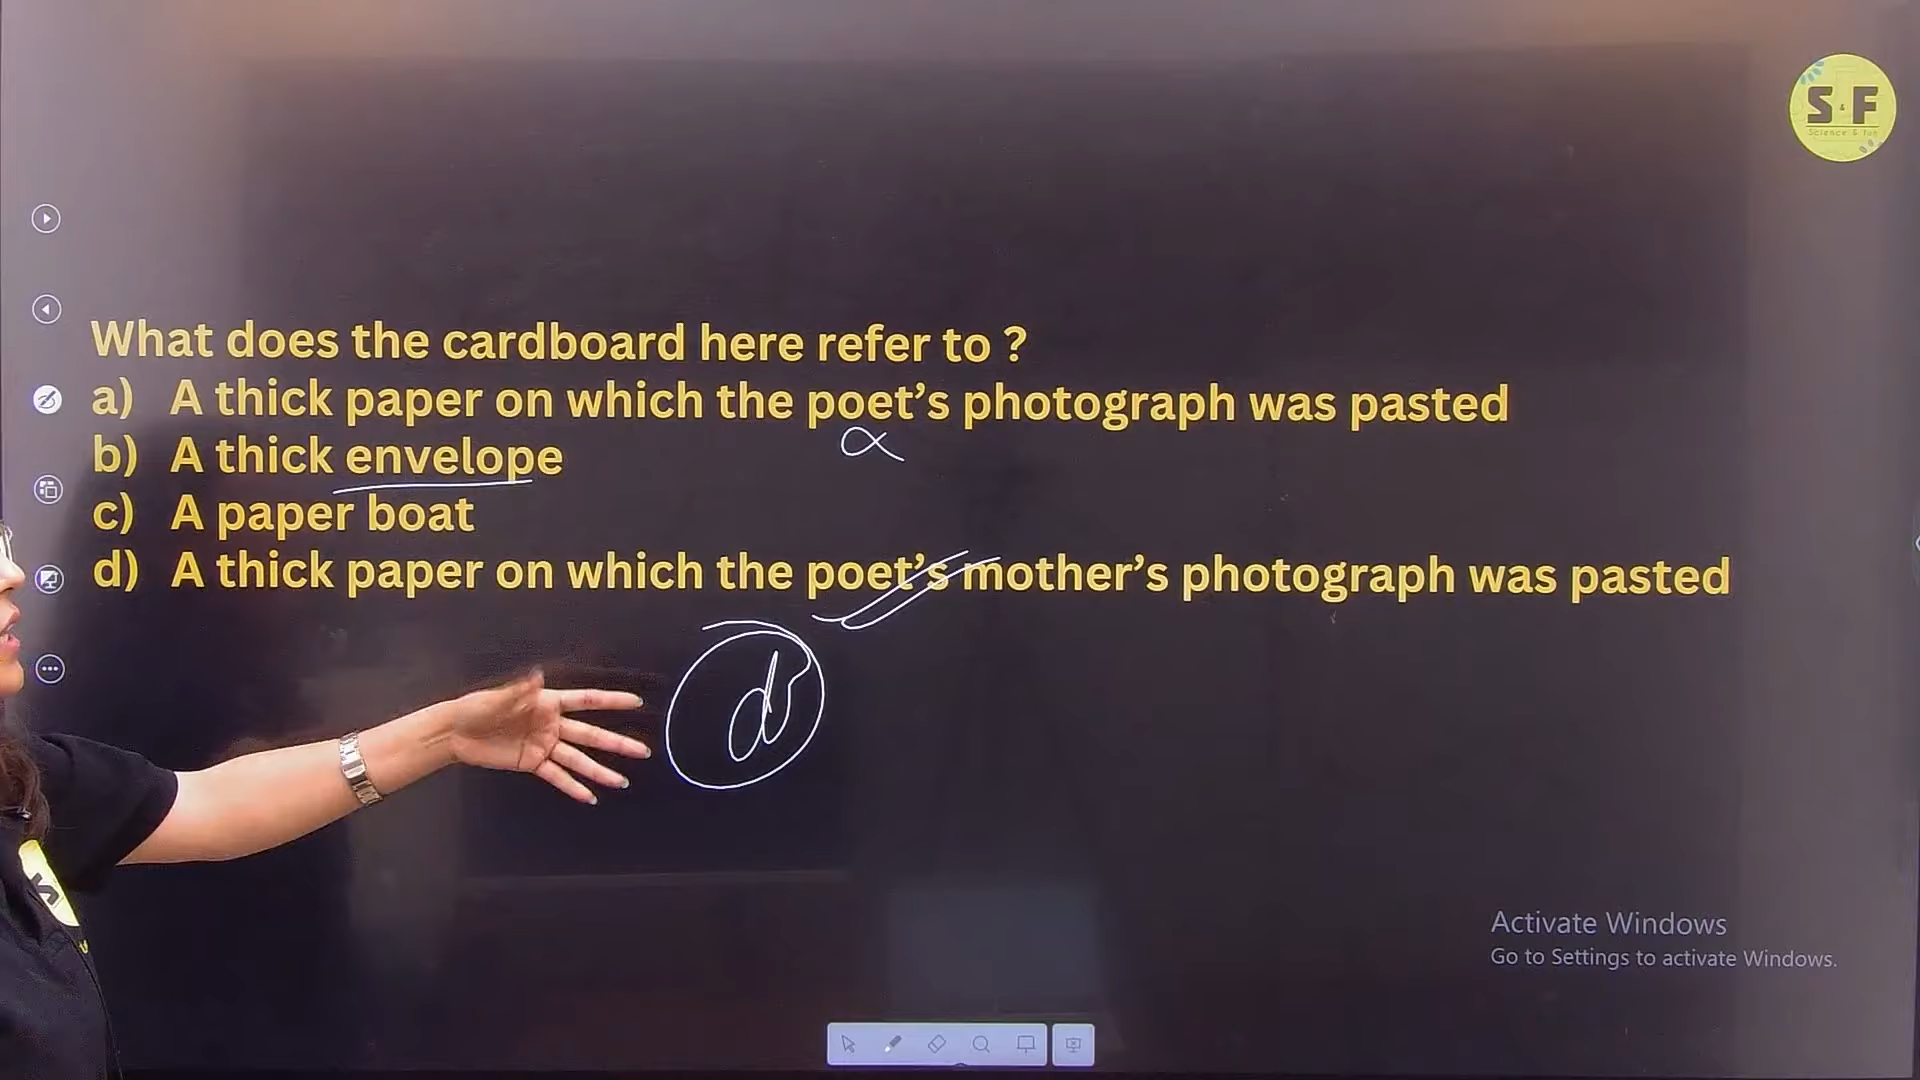 S & F
Science & fun
What does the cardboard here refer to ?
a) A thick paper on which the poet's photograph was pasted
b) A thick envelope
c) A paper boat
d) A thick paper on which the poet's mother's photograph was pasted
d
Activate Windows
Go to Settings to activate Windows.